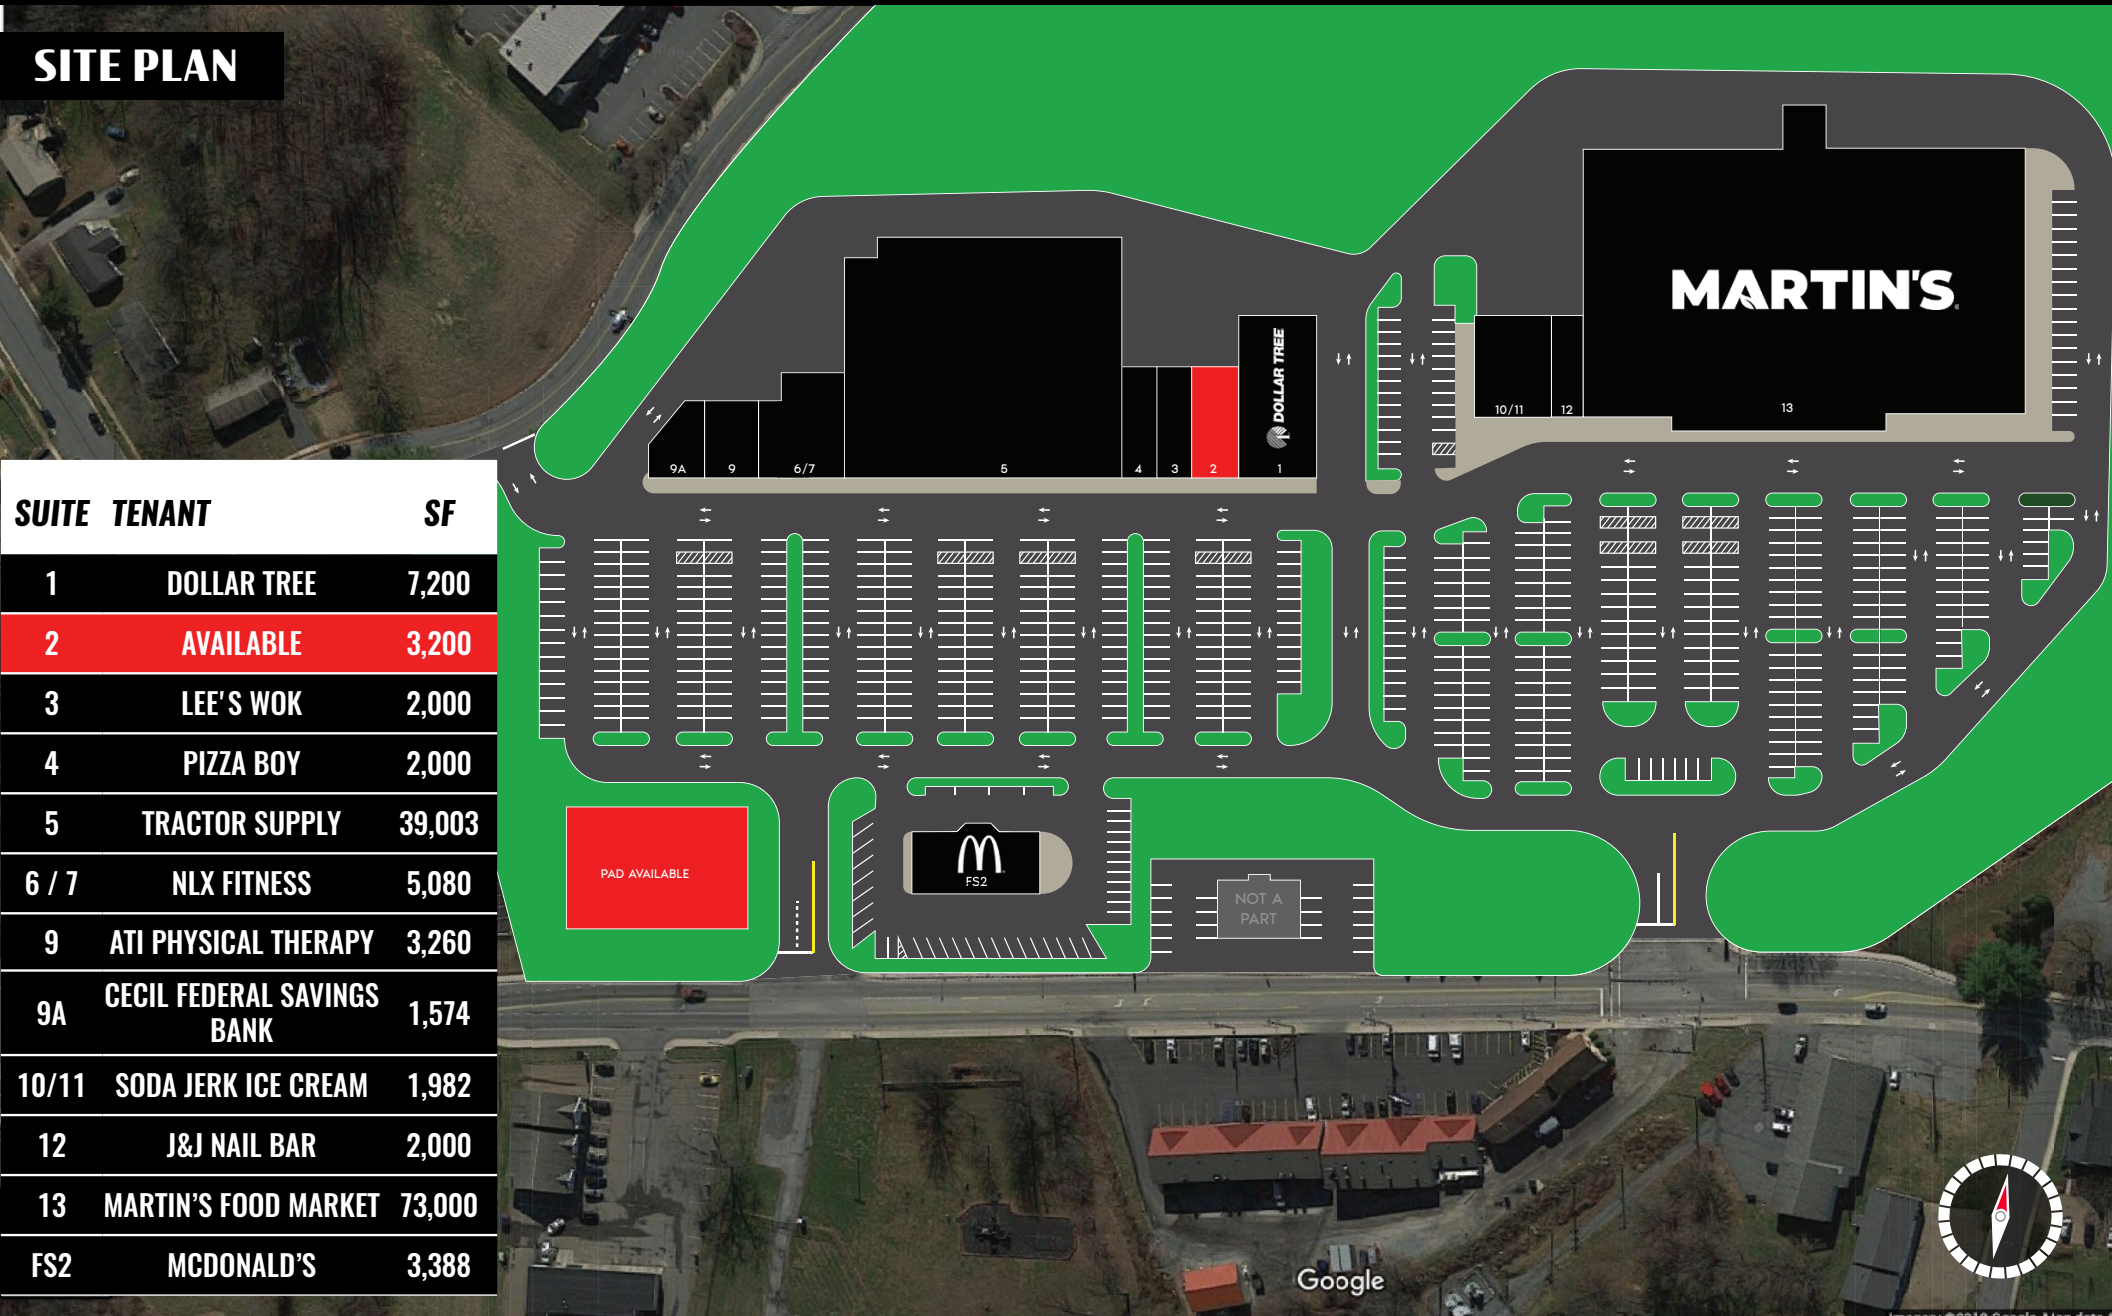 SITE PLAN
SUITE TENANT SF
1 DOLLAR TREE 7,200
2 AVAILABLE 3,200
3 LEE'S WOK 2,000
4 PIZZA BOY 2,000
5 TRACTOR SUPPLY 39,003
6 / 7 NLX FITNESS 5,080
9 ATI PHYSICAL THERAPY 3,260
9A CECIL FEDERAL SAVINGS
BANK 1,574
10/11 SODA JERK ICE CREAM 1,982
12 J&J NAIL BAR 2,000
13 MARTIN'S FOOD MARKET 73,000
FS2 MCDONALD'S 3,388
MARTIN'S
13
10/11
12
DOLLAR TREE
9A
9
6/7
5
4
3
2
1
PAD AVAILABLE
FS2
NOT A
PART
Google